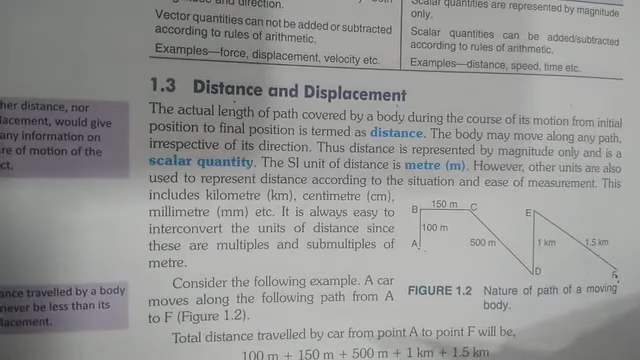 and direction.
Vector quantities can not be added or subtracted
according to rules of arithmetic.
Examples—force, displacement, velocity etc.
Scalar quantities are represented by magnitude
only.
Scalar quantities can be added/subtracted
according to rules of arithmetic.
Examples—distance, speed, time etc.
her distance, nor
lacement, would give
any information on
re of motion of the
ct.
1.3 Distance and Displacement
The actual length of path covered by a body during the course of its motion from initial
position to final position is termed as distance. The body may move along any path,
irrespective of its direction. Thus distance is represented by magnitude only and is a
scalar quantity. The SI unit of distance is metre (m). However, other units are also
used to represent distance according to the situation and ease of measurement. This
includes kilometre (km), centimetre (cm),
millimetre (mm) etc. It is always easy to
interconvert the units of distance since
these are multiples and submultiples of
metre.
B 150 m C
100 m
A
500 m
E
1 km
1.5 km
D
F
FIGURE 1.2 Nature of path of a moving
body.
ance travelled by a body
never be less than its
lacement.
Consider the following example. A car
moves along the following path from A
to F (Figure 1.2).
Total distance travelled by car from point A to point F will be,
100 m + 150 m + 500 m + 1 km + 1.5 km